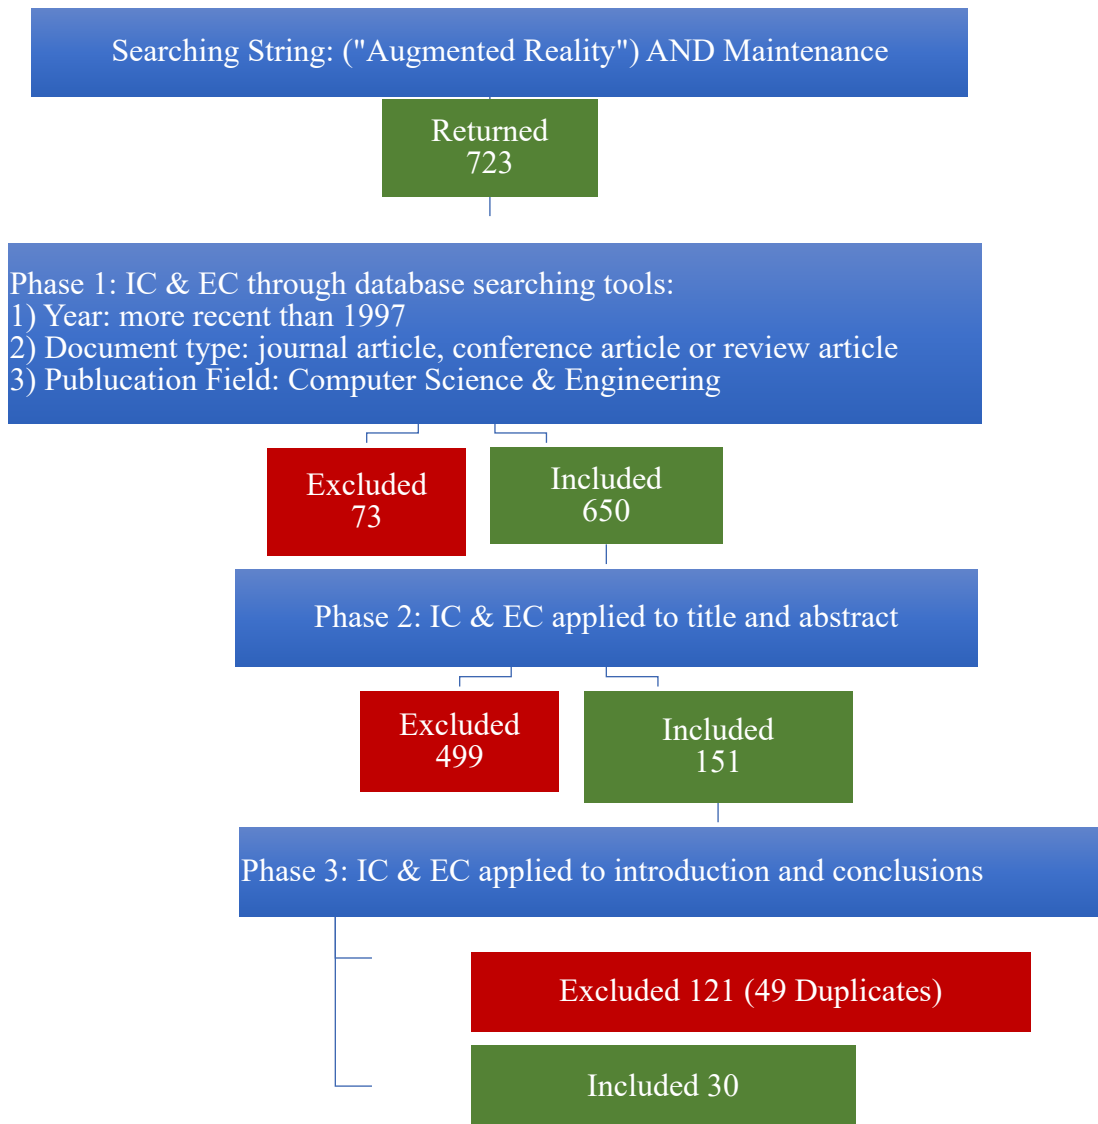 Searching String: ("Augmented Reality") AND Maintenance
Returned
723
Phase 1: IC & EC through database searching tools:
1) Year: more recent than 1997
2) Document type: journal article, conference article or review article
3) Publucation Field: Computer Science & Engineering
Excluded
73
Included
650
Phase 2: IC & EC applied to title and abstract
Excluded
499
Included
151
Phase 3: IC & EC applied to introduction and conclusions
Excluded 121 (49 Duplicates)
Included 30